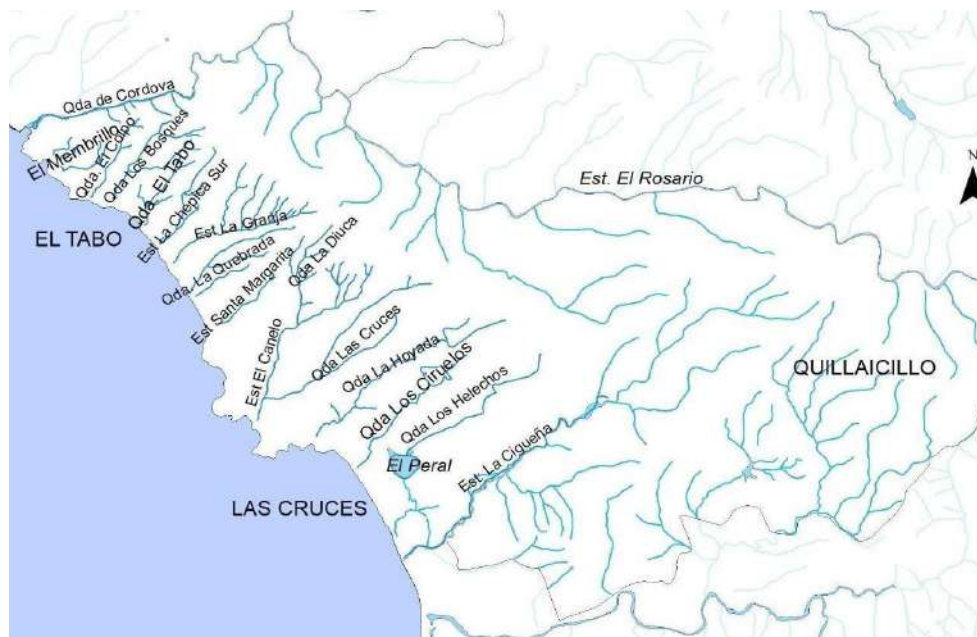 Qda de Cordova
El Membrillo
Qda. El Colpo
Qda Los Bosques
Qda. El Tabo
Est La Chepica Sur
N
Est. El Rosario
EL TABO
Est La Granja
Qda. La Quebrada
Est Santa Margarita
Qda La Diuca
Est El Canelo
Qda Las Cruces
Qda La Hoyada
Qda Los Ciruelos
Qda Los Helechos
QUILLAICILLO
El Peral
Est. La Cigueña
LAS CRUCES